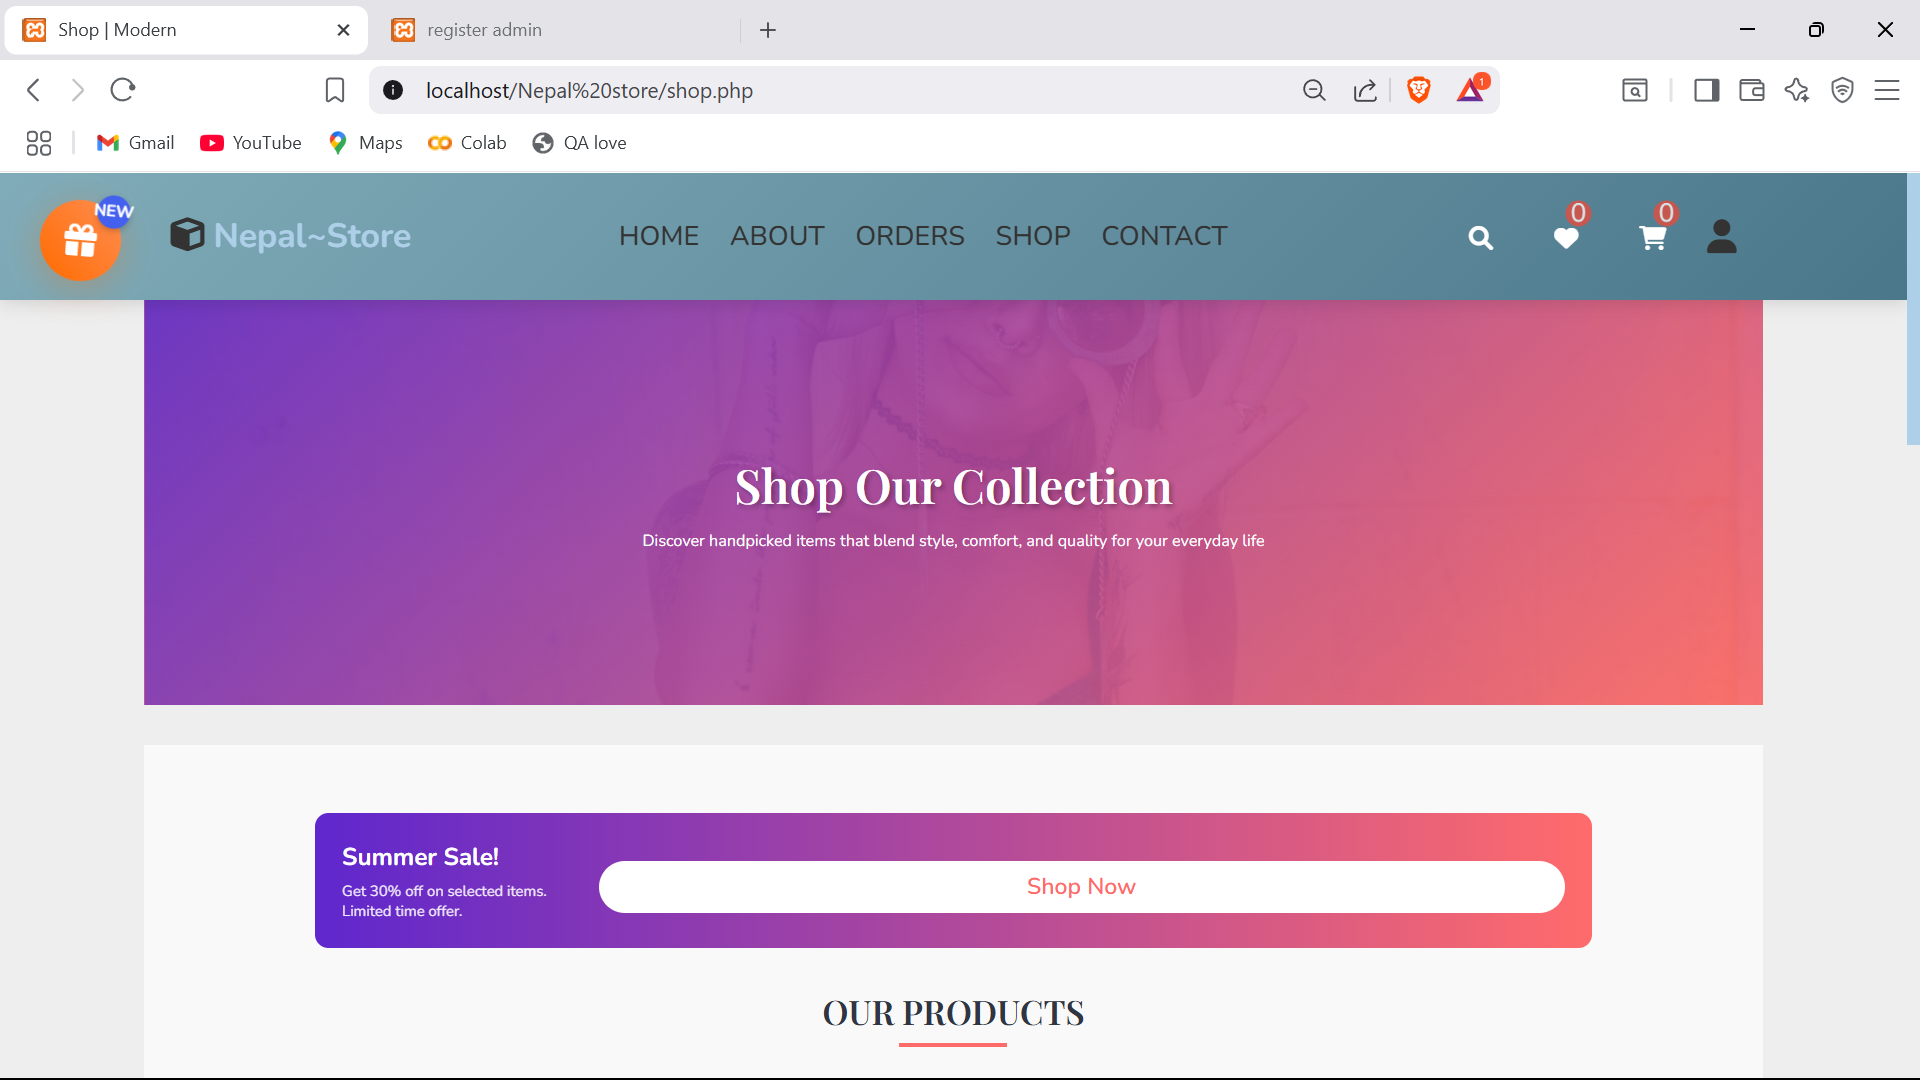 Shop | Modern
register admin
localhost/Nepal%20store/shop.php
1
Gmail
YouTube
Maps
Colab
QA love
NEW
Nepal~Store
HOME
ABOUT
ORDERS
SHOP
CONTACT
0
0
Shop Our Collection
Discover handpicked items that blend style, comfort, and quality for your everyday life
Summer Sale!
Get 30% off on selected items.
Limited time offer.
Shop Now
OUR PRODUCTS